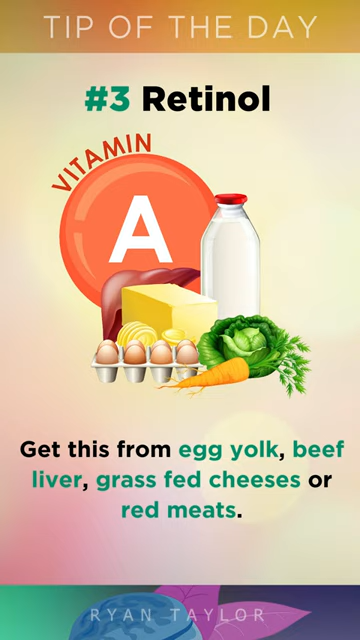 TIP OF THE DAY
#3 Retinol
VITAMIN
A
Get this from egg yolk, beef
liver, grass fed cheeses or
red meats.
RYAN TAYLOR